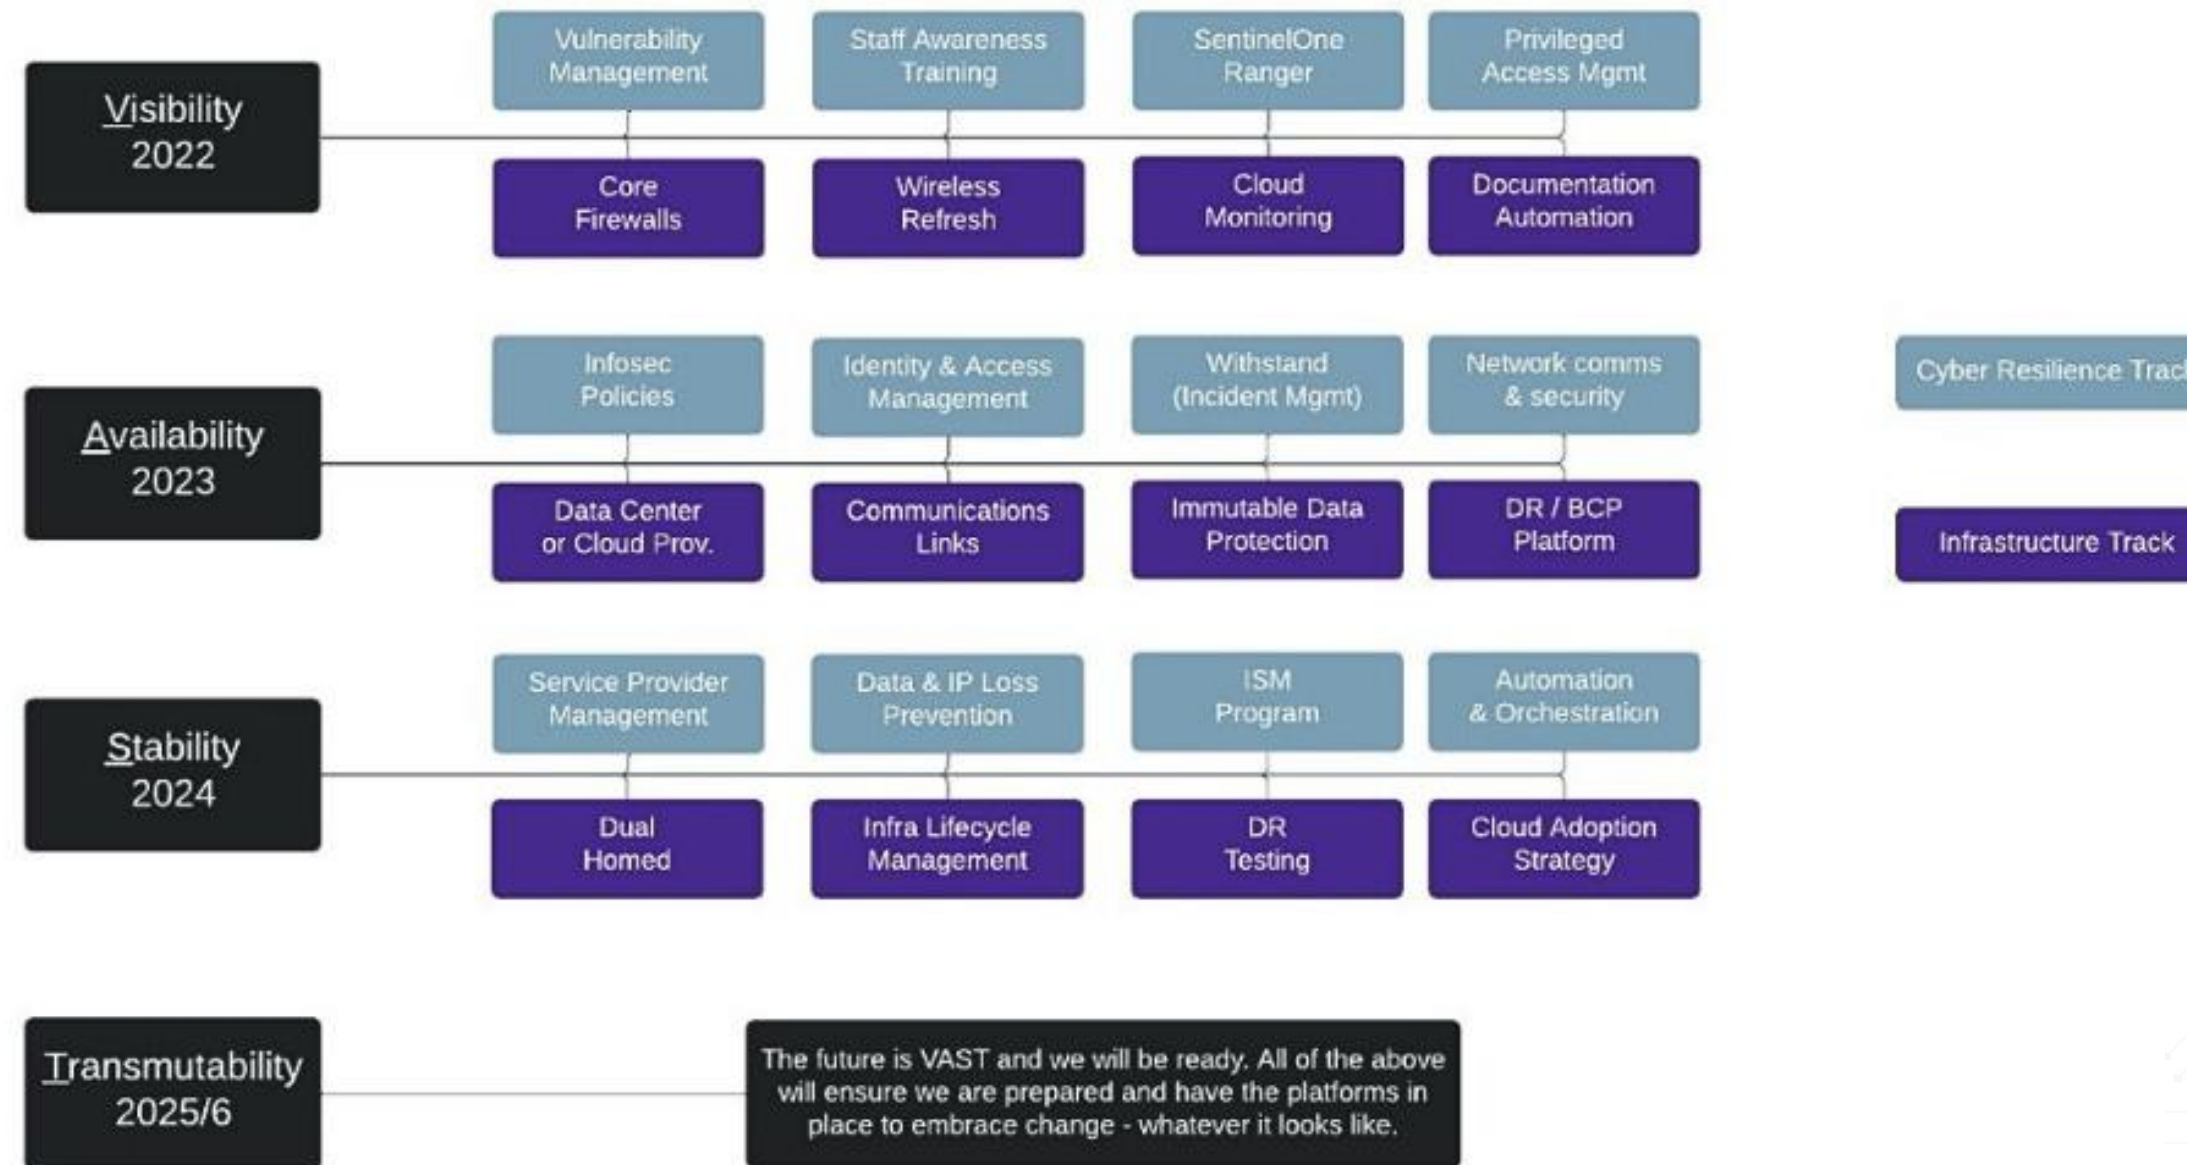 Visibility
2022
Vulnerability
Management
Staff Awareness
Training
SentinelOne
Ranger
Privileged
Access Mgmt
Core
Firewalls
Wireless
Refresh
Cloud
Monitoring
Documentation
Automation
Availability
2023
Infosec
Policies
Identity & Access
Management
Withstand
(Incident Mgmt)
Network comms
& security
Data Center
or Cloud Prov.
Communications
Links
Immutable Data
Protection
DR / BCP
Platform
Cyber Resilience Track
Infrastructure Track
Stability
2024
Service Provider
Management
Data & IP Loss
Prevention
ISM
Program
Automation
& Orchestration
Dual
Homed
Infra Lifecycle
Management
DR
Testing
Cloud Adoption
Strategy
Transmutability
2025/6
The future is VAST and we will be ready. All of the above
will ensure we are prepared and have the platforms in
place to embrace change - whatever it looks like.